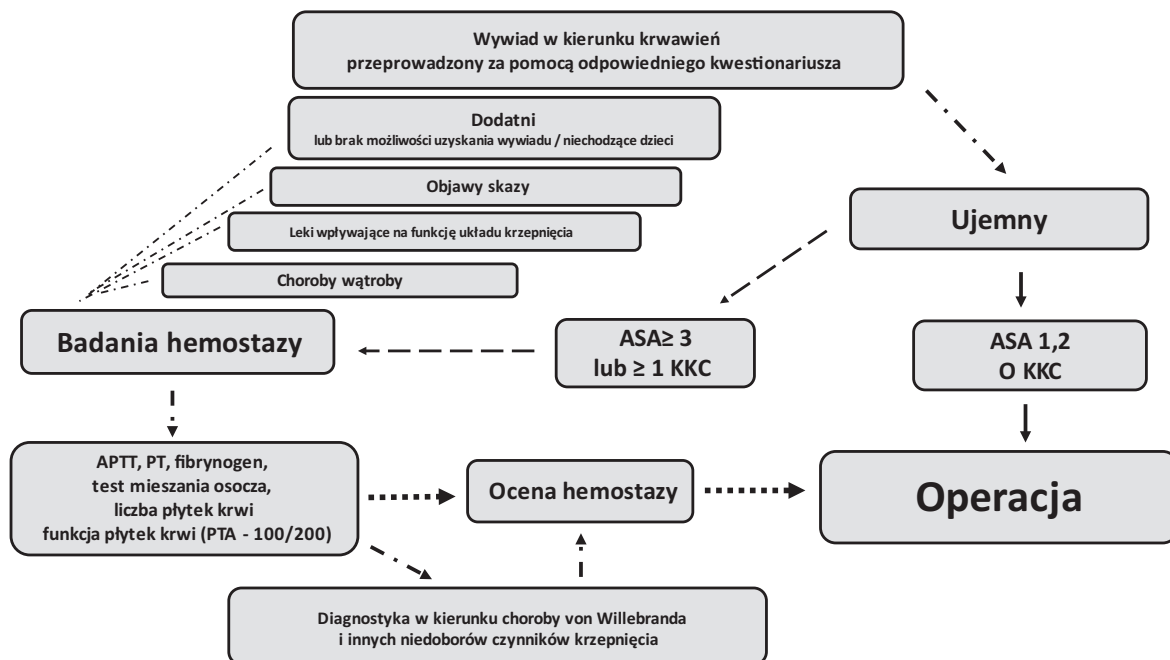 Wywiad w kierunku krwawień
przeprowadzony za pomocą odpowiedniego kwestionariusza
Dodatni
lub brak możliwości uzyskania wywiadu / niechodzące dzieci
Objawy skazy
Leki wpływające na funkcję układu krzepnięcia
Choroby wątroby
Ujemny
Badania hemostazy
ASA≥ 3
lub ≥ 1 KKC
ASA 1,2
O KKC
APTT, PT, fibrynogen,
test mieszania osocza,
liczba płytek krwi
funkcja płytek krwi (PTA - 100/200)
Ocena hemostazy
Operacja
Diagnostyka w kierunku choroby von Willebranda
i innych niedoborów czynników krzepnięcia